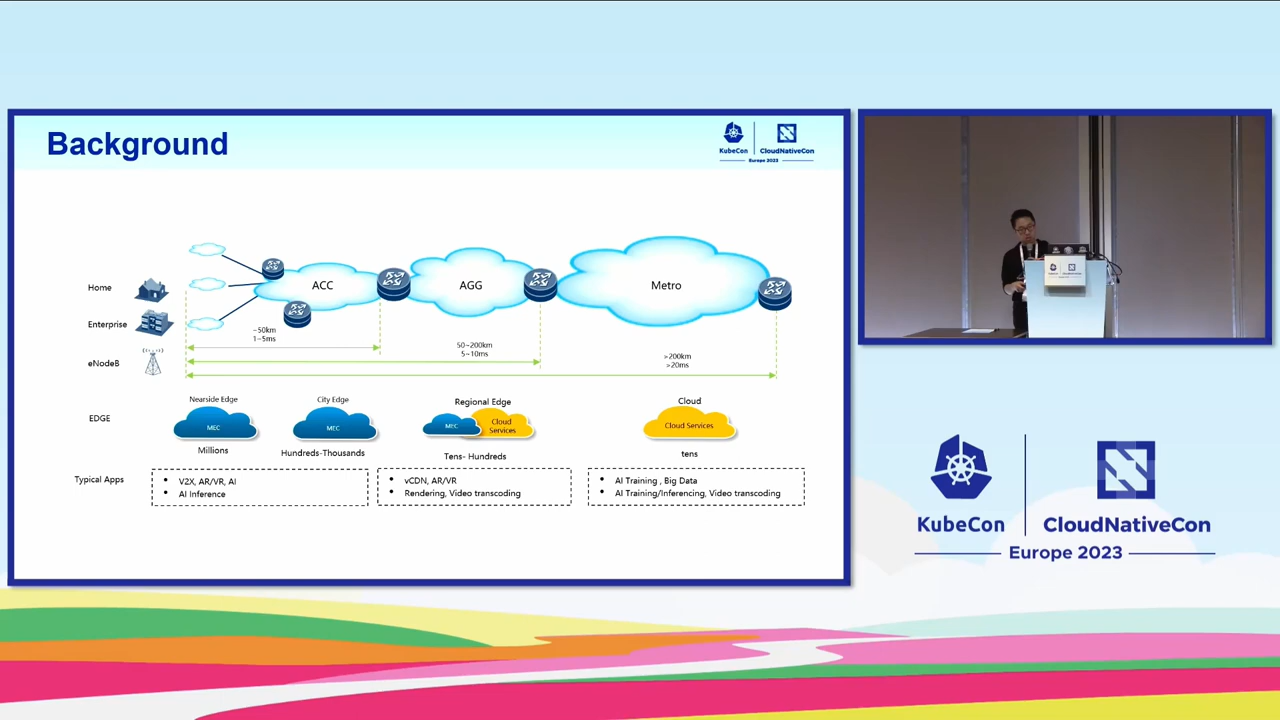 Background
KubeCon
CloudNativeCon
Europe 2023
Home
Enterprise
eNodeB
ACC
AGG
Metro
~50km
1~5ms
50~200km
5~10ms
>200km
>20ms
EDGE
Nearside Edge
MEC
Millions
City Edge
MEC
Hundreds-Thousands
Regional Edge
MEC
Cloud
Services
Tens- Hundreds
Cloud
Cloud Services
tens
Typical Apps
• V2X, AR/VR, AI
• AI Inference
• vCDN, AR/VR
• Rendering, Video transcoding
• AI Training , Big Data
• AI Training/Inferencing, Video transcoding
KubeCon
CloudNativeCon
Europe 2023